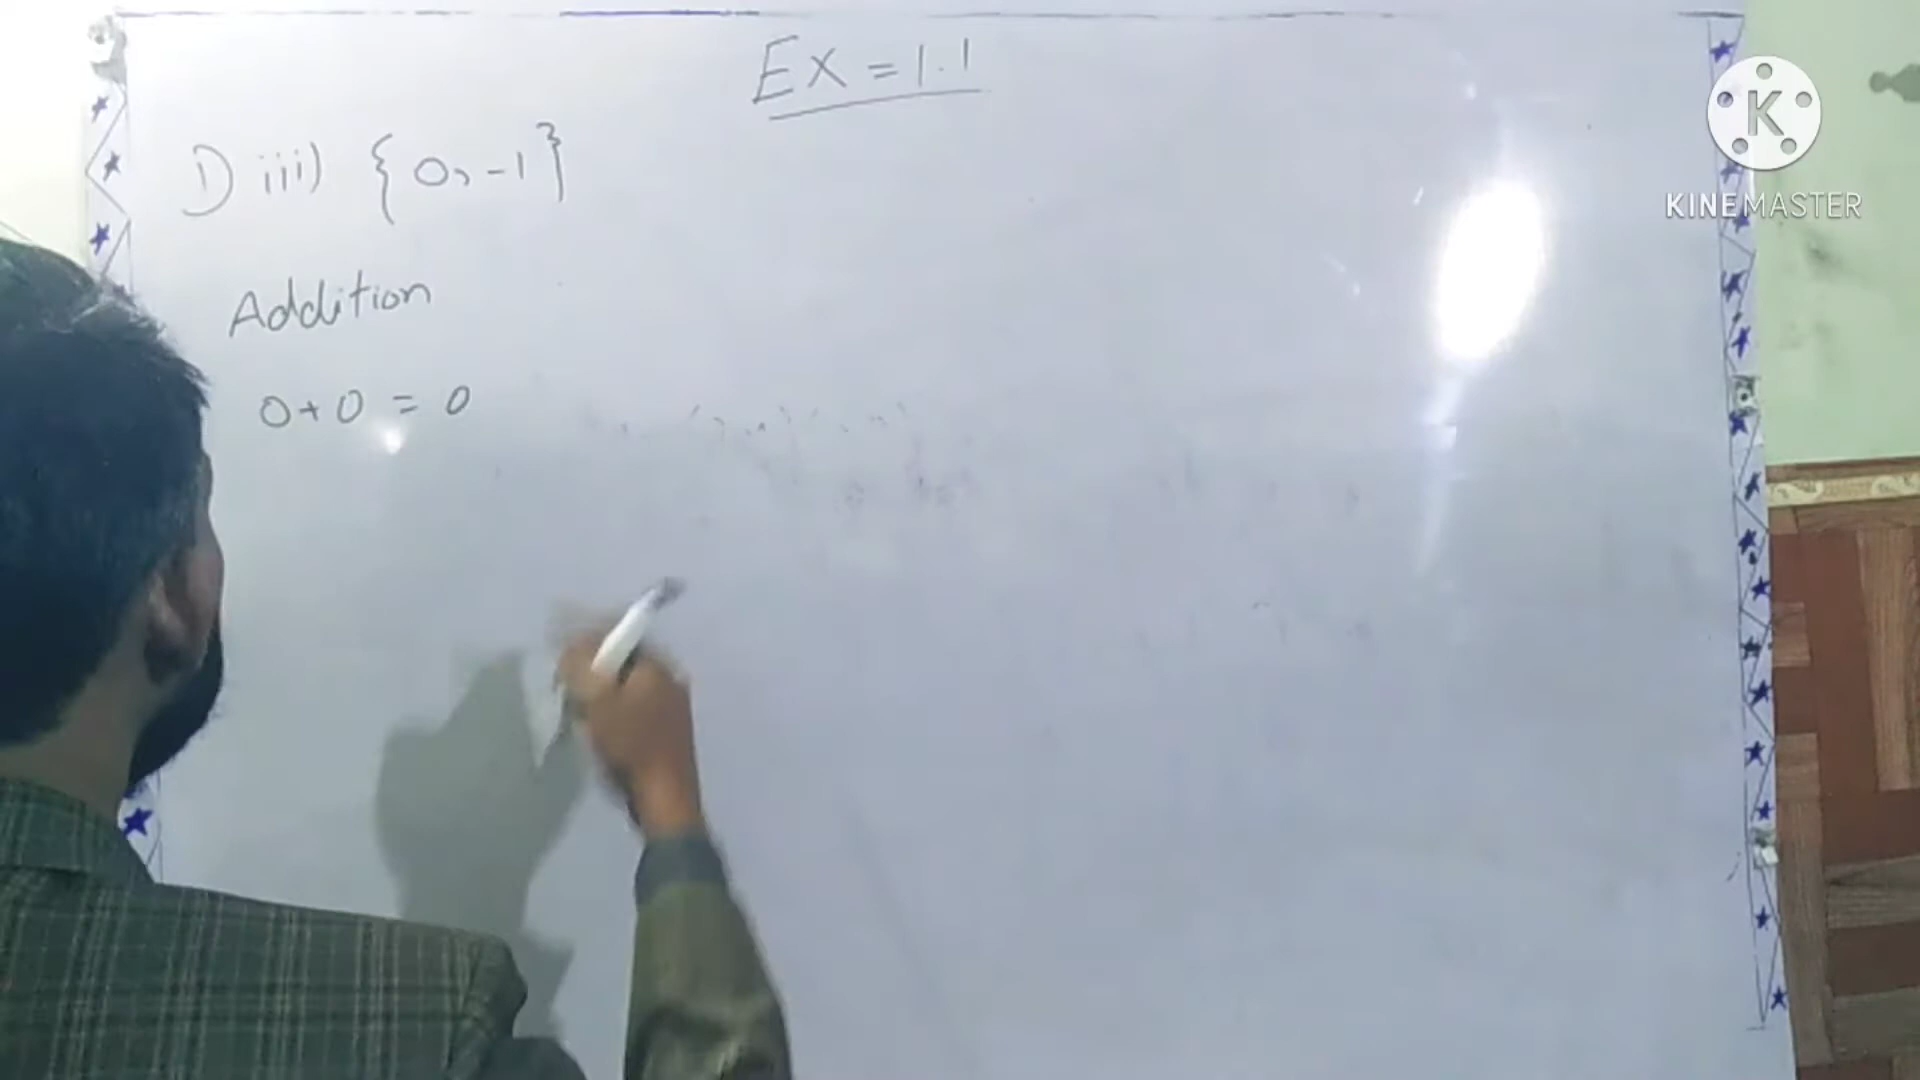 Ex = 1.1
1) iii) { 0, -1 }
Addition
0 + 0 = 0
K
KINEMASTER